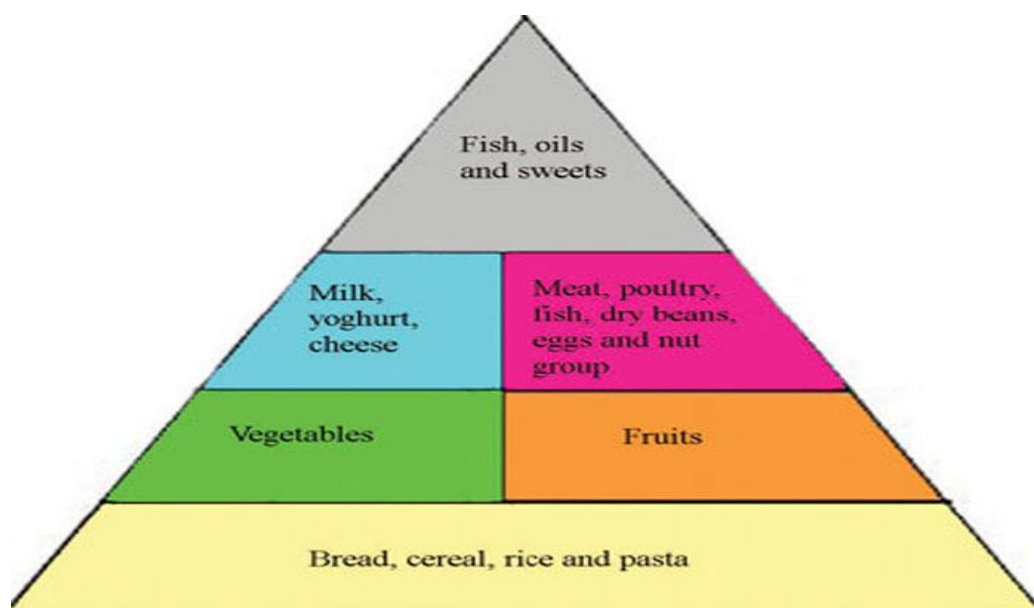 Fish, oils
and sweets
Milk,
yoghurt,
cheese
Meat, poultry,
fish, dry beans,
eggs and nut
group
Vegetables
Fruits
Bread, cereal, rice and pasta